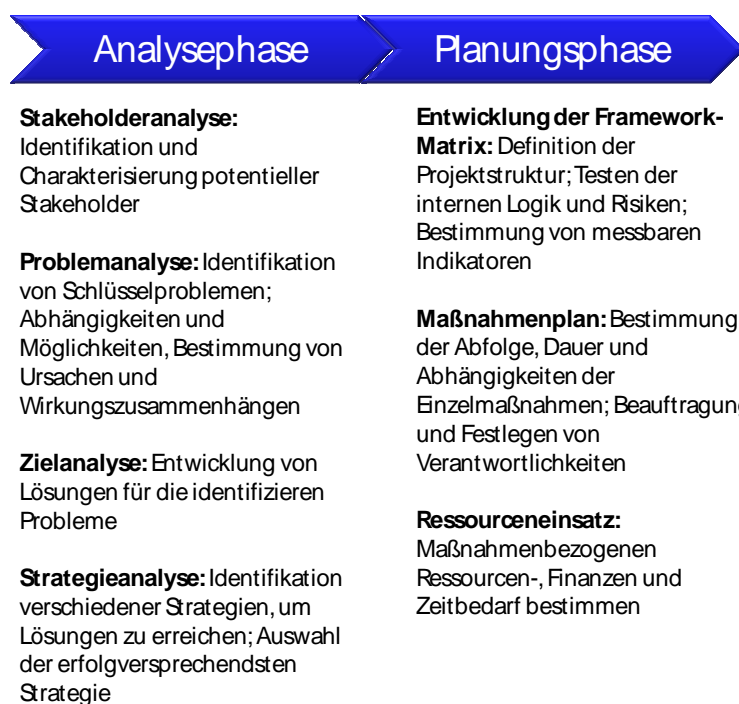 Analysephase
Stakeholderanalyse:
Identifikation und
Charakterisierung potentieller
Stakeholder
Problemanalyse: Identifikation
von Schlüsselproblemen;
Abhängigkeiten und
Möglichkeiten, Bestimmung von
Ursachen und
Wirkungszusammenhängen
Zielanalyse: Entwicklung von
Lösungen für die identifizieren
Probleme
Strategieanalyse: Identifikation
verschiedener Strategien, um
Lösungen zu erreichen; Auswahl
der erfolgversprechendsten
Strategie
Planungsphase
Entwicklung der Framework-
Matrix: Definition der
Projektstruktur; Testen der
internen Logik und Risiken;
Bestimmung von messbaren
Indikatoren
Maßnahmenplan: Bestimmung
der Abfolge, Dauer und
Abhängigkeiten der
Einzelmaßnahmen; Beauftragung
und Festlegen von
Verantwortlichkeiten
Ressourceneinsatz:
Maßnahmenbezogenen
Ressourcen-, Finanzen und
Zeitbedarf bestimmen